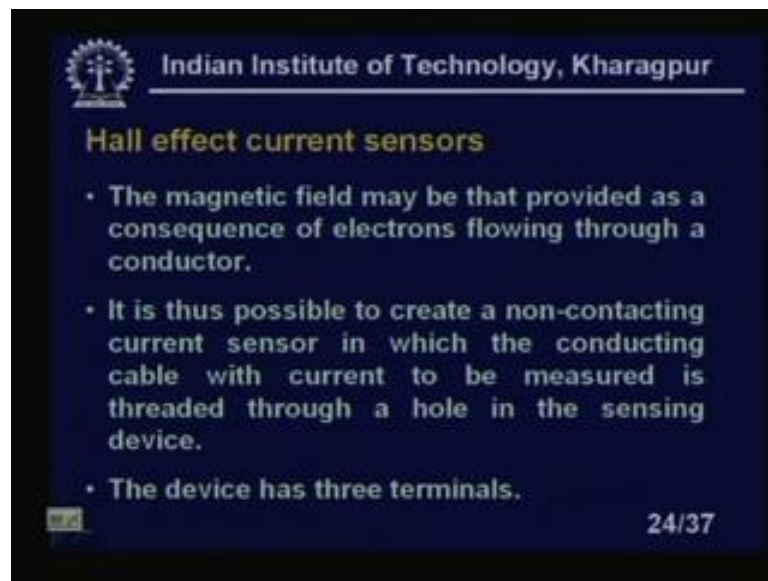 Indian Institute of Technology, Kharagpur
Hall effect current sensors
• The magnetic field may be that provided as a
consequence of electrons flowing through a
conductor.
• It is thus possible to create a non-contacting
current sensor in which the conducting
cable with current to be measured is
threaded through a hole in the sensing
device.
• The device has three terminals.
24/37